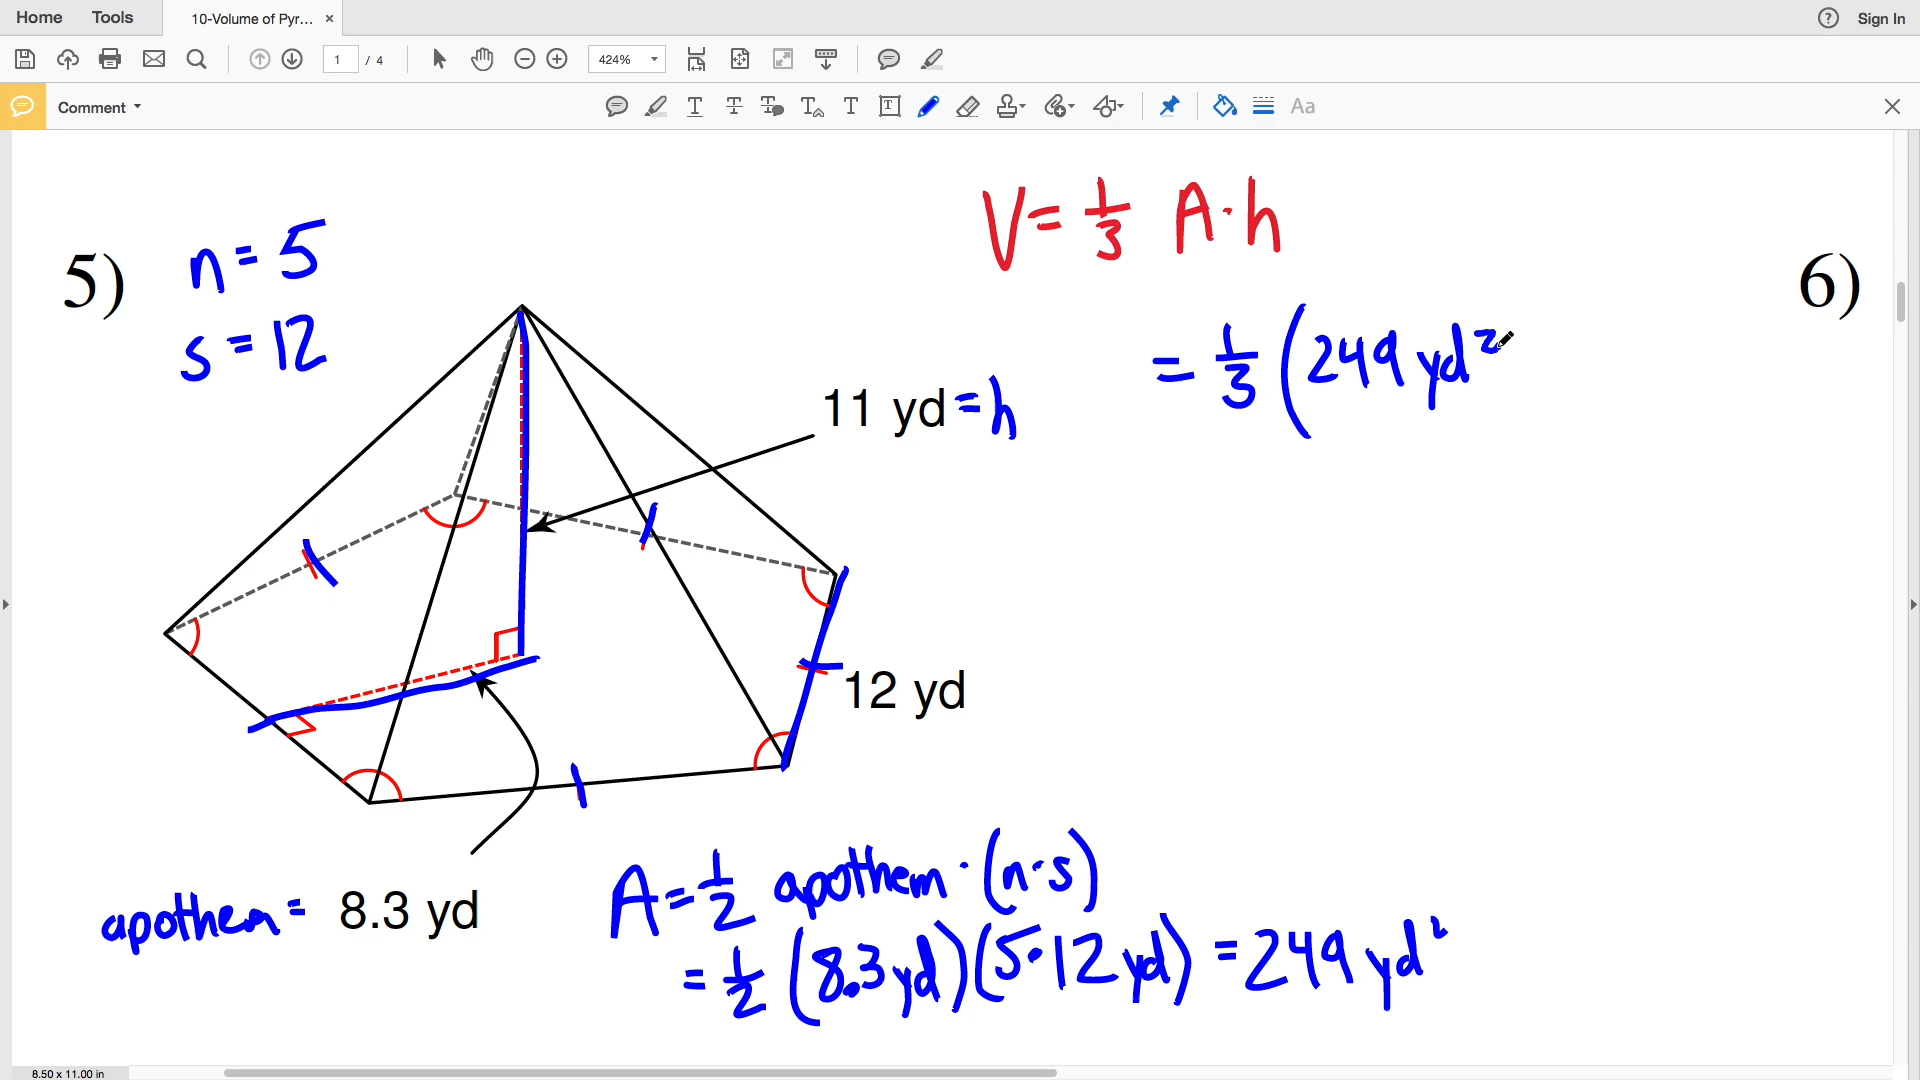 Home Tools 10-Volume of Pyr... × ? Sign In
1 / 4 424%
Comment T T T T T T Aa
5)
n = 5
s = 12
V = 1/3 A · h
= 1/3 (249 yd²
6)
11 yd = h
12 yd
apothem = 8.3 yd
A = 1/2 apothem · (n · s)
= 1/2 (8.3 yd)(5 · 12 yd) = 249 yd²
8.50 x 11.00 in